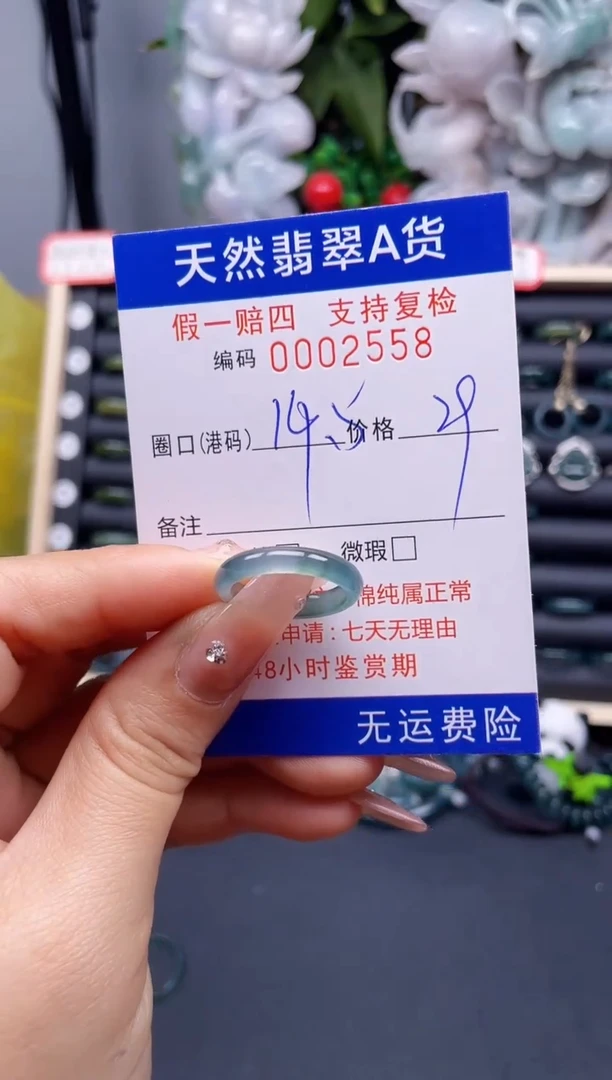 天然翡翠A货
假一赔四 支持复检
编码 0002558
圈口(港码) 14 价格 29
备注
微瑕□
棉纯属正常
申请:七天无理由
48小时鉴赏期
无运费险